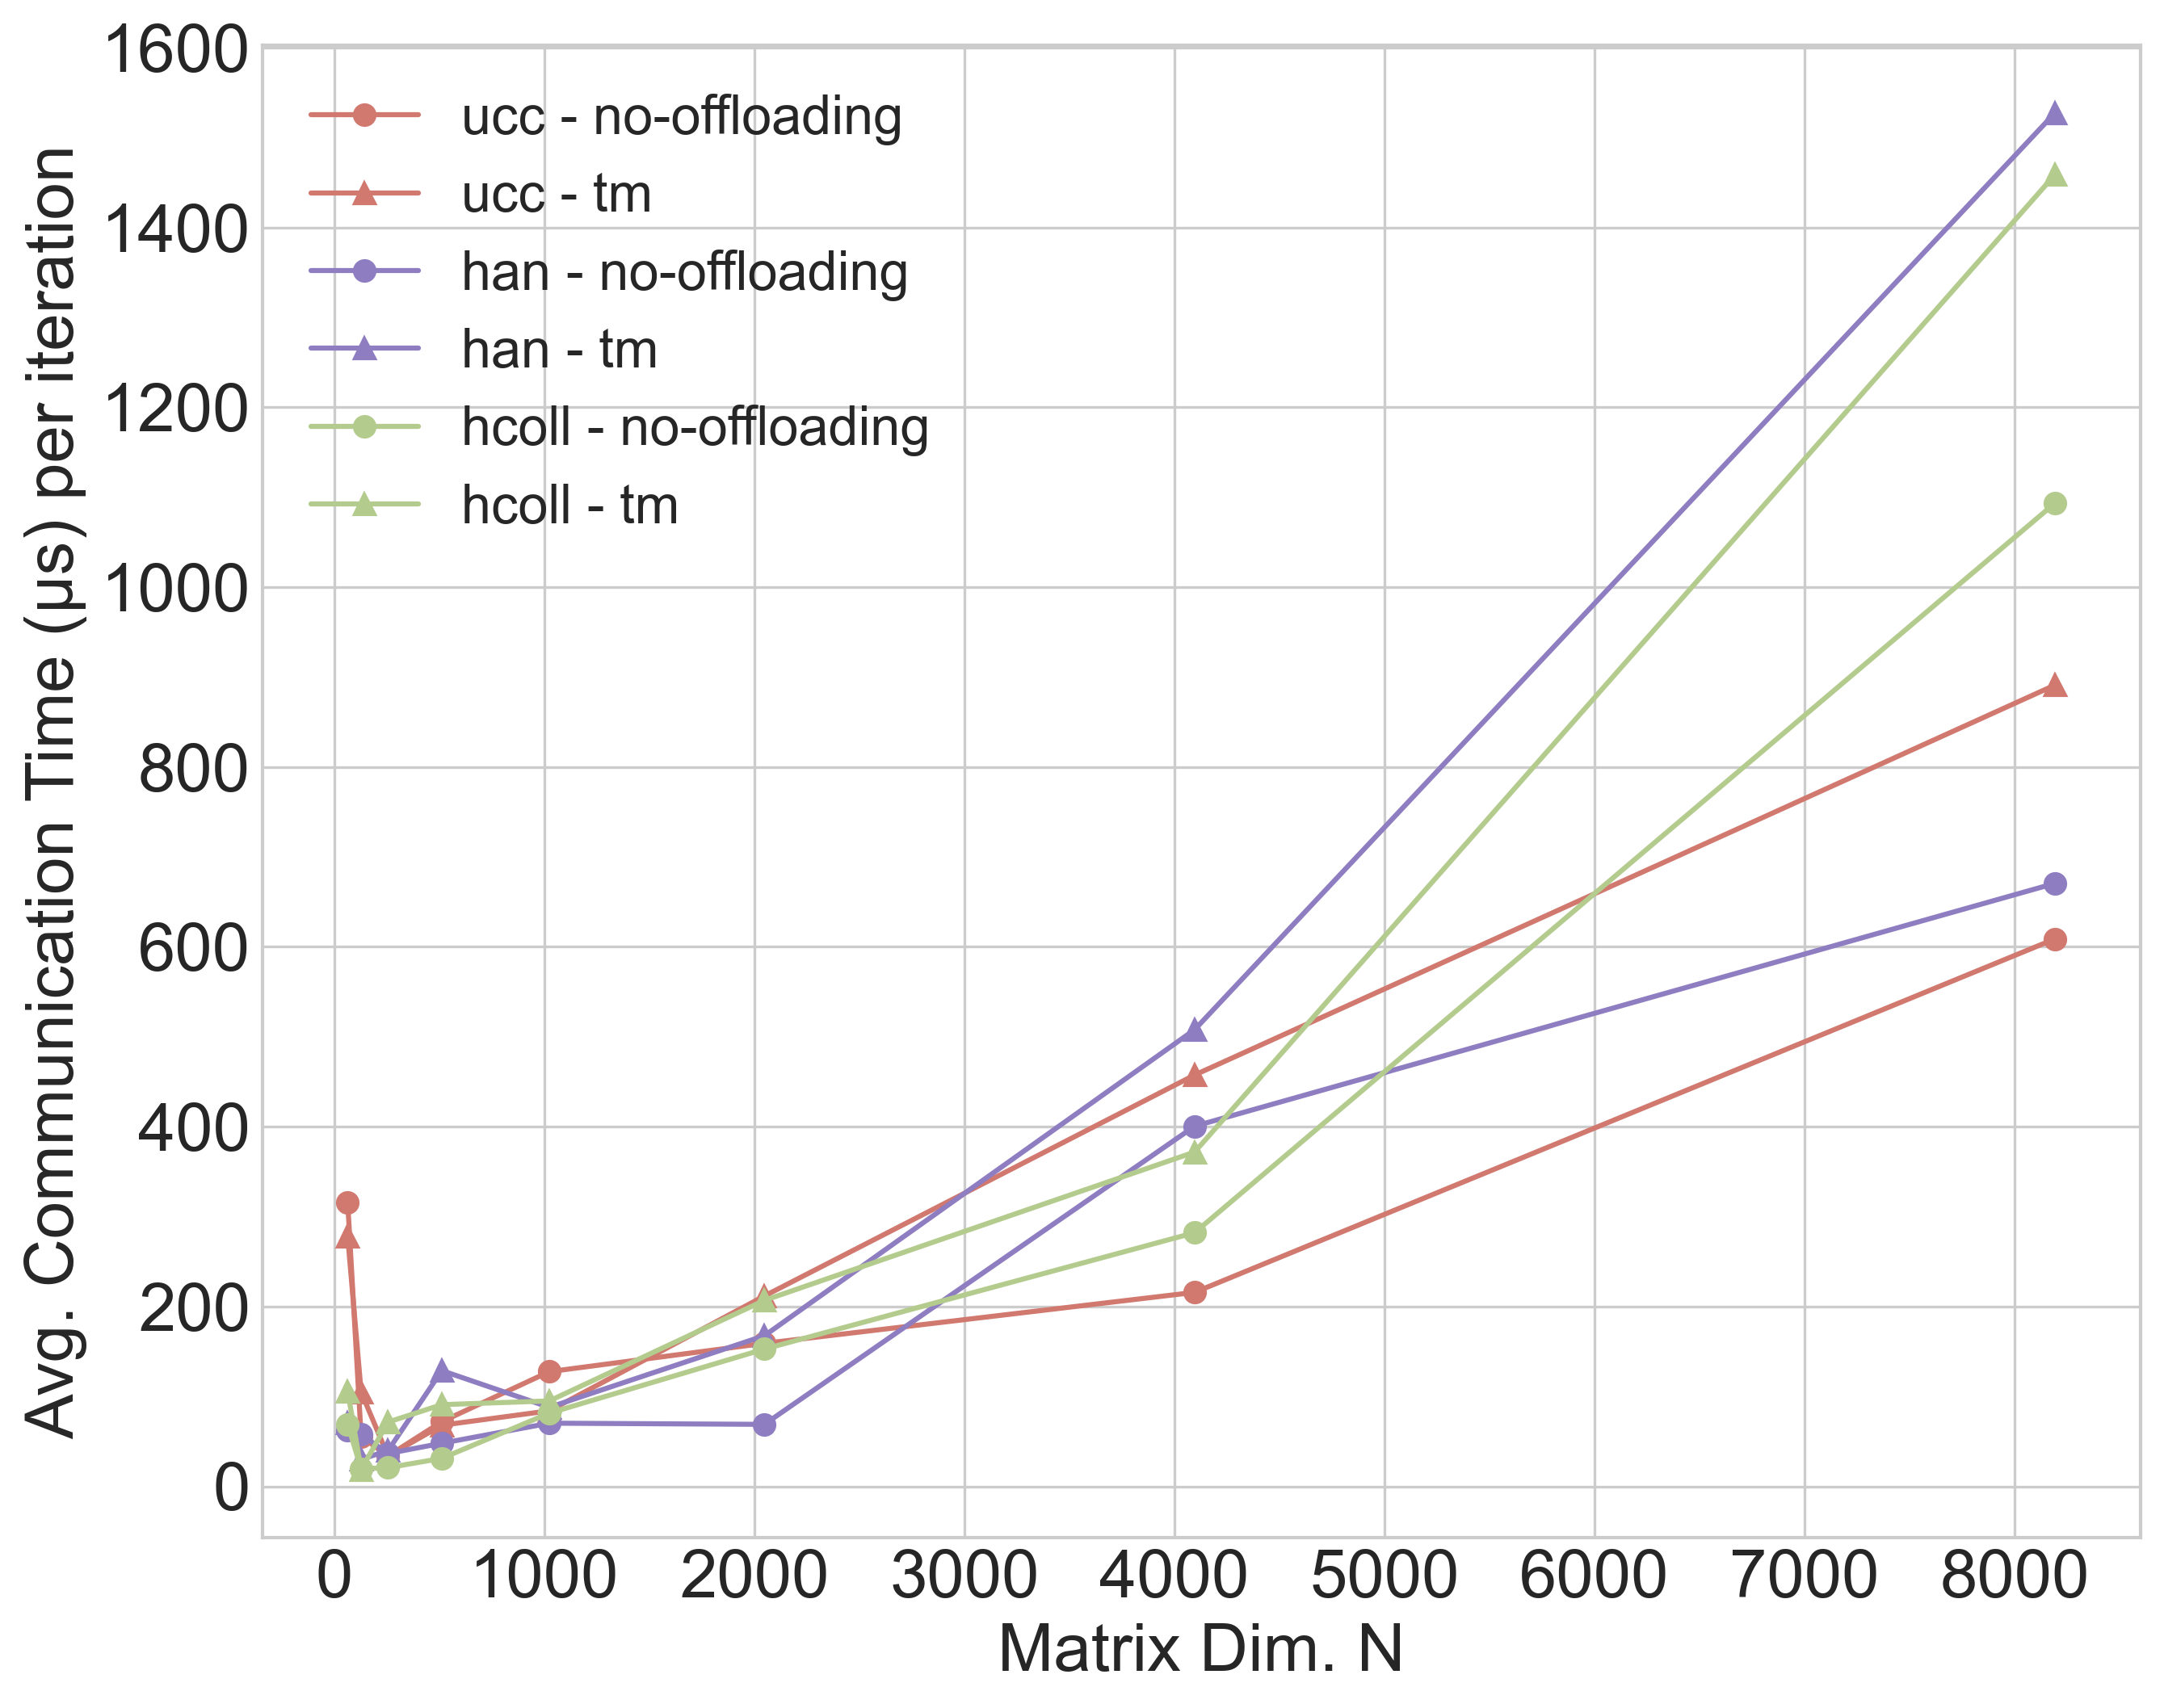 Avg. Communication Time (µs) per iteration
1600
1400
1200
1000
800
600
400
200
0
ucc - no-offloading
ucc - tm
han - no-offloading
han - tm
hcoll - no-offloading
hcoll - tm
0 1000 2000 3000 4000 5000 6000 7000 8000
Matrix Dim. N